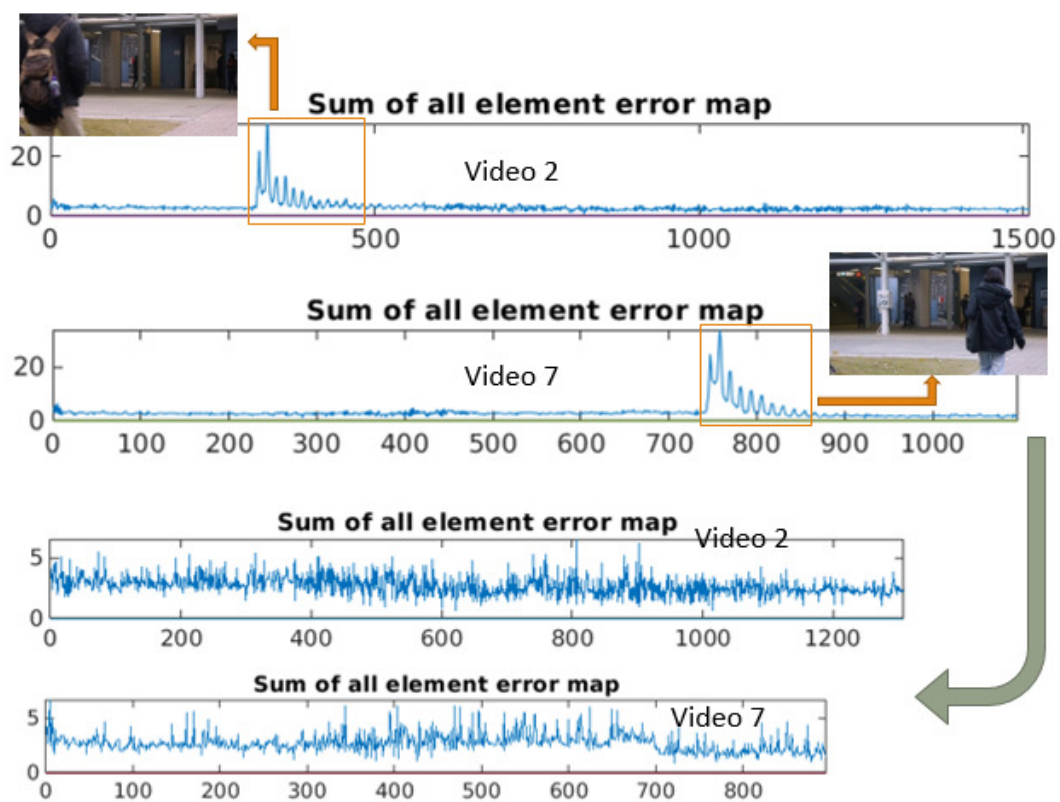 Sum of all element error map
Video 2
20
0
0 500 1000 1500
Sum of all element error map
Video 7
20
0
0 100 200 300 400 500 600 700 800 900 1000
Sum of all element error map
Video 2
5
0
0 200 400 600 800 1000 1200
Sum of all element error map
Video 7
5
0
0 100 200 300 400 500 600 700 800